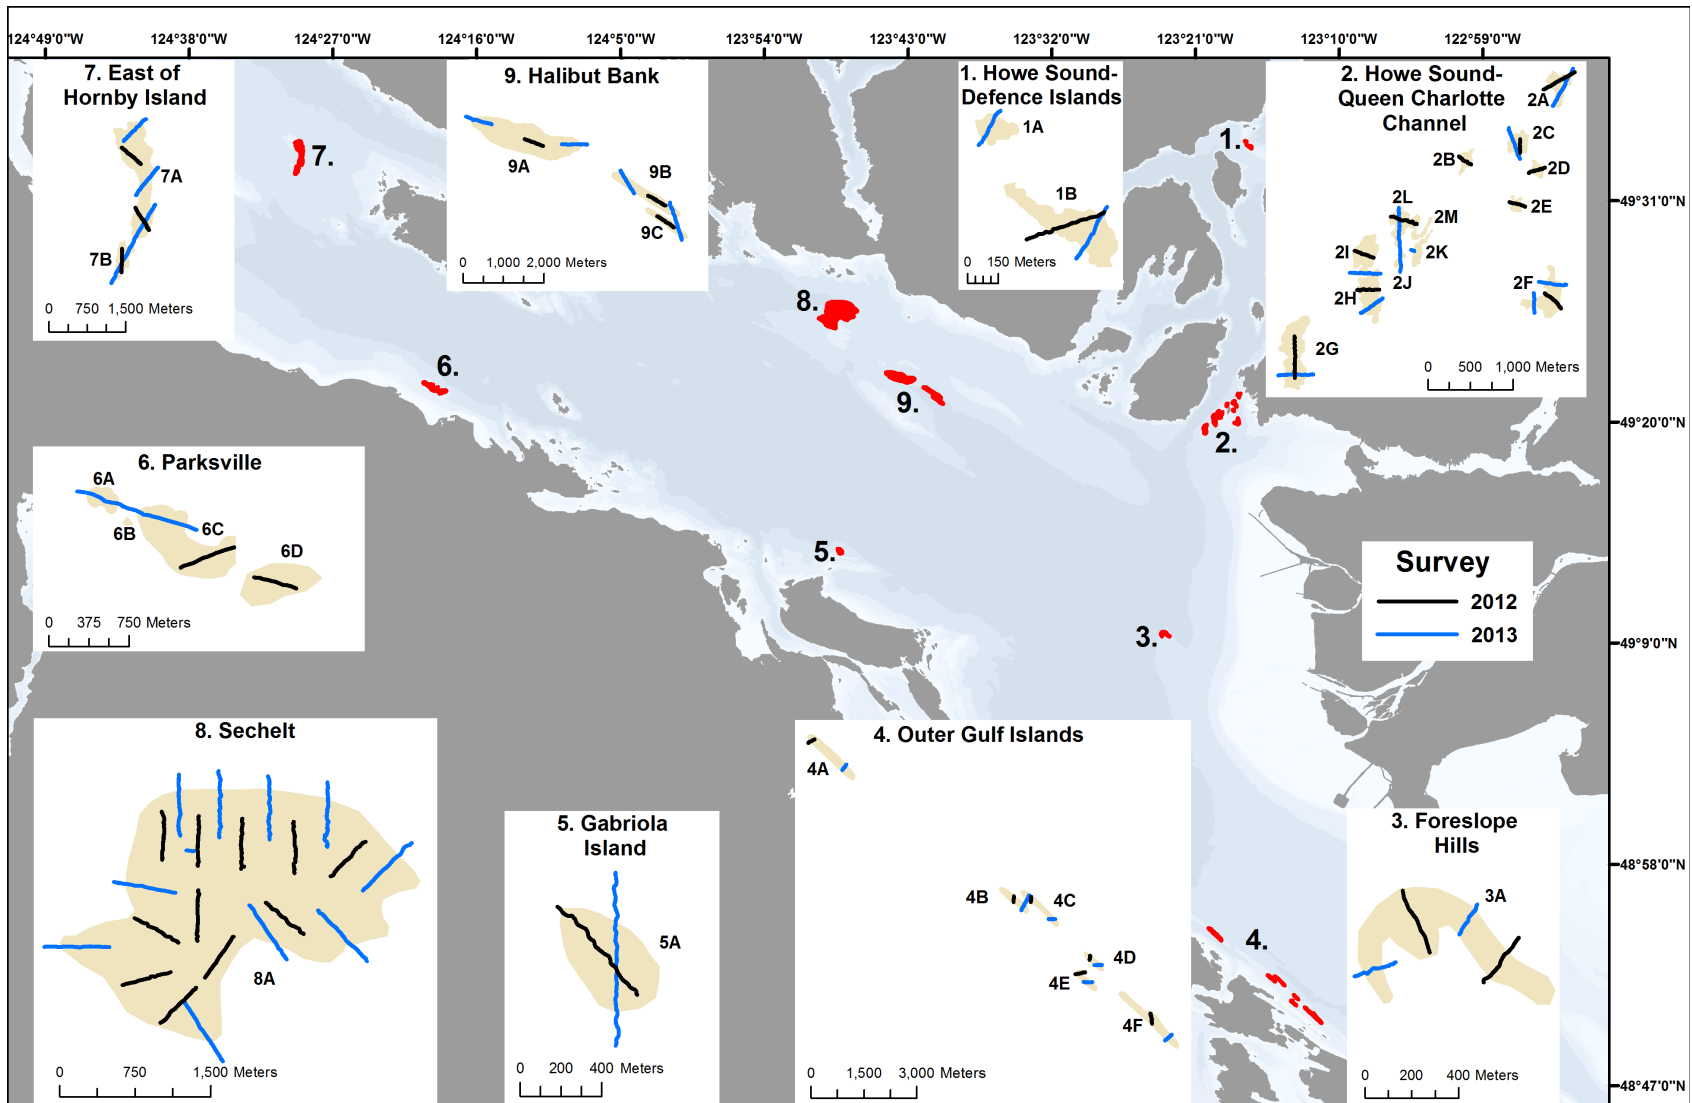 124°49'0"W 124°38'0"W 124°27'0"W 124°16'0"W 124°5'0"W 123°54'0"W 123°43'0"W 123°32'0"W 123°21'0"W 123°10'0"W 122°59'0"W
7. East of
Hornby Island
7A
7B
0 750 1,500 Meters
9. Halibut Bank
9A
9B
9C
0 1,000 2,000 Meters
1. Howe Sound-
Defence Islands
1A
1B
0 150 Meters
2. Howe Sound-
Queen Charlotte
Channel
2A
2C
2B
2D
2L
2M
2E
2I
2K
2J
2F
2H
2G
0 500 1,000 Meters
7.
1.
8.
6.
9.
2.
5.
3.
4.
49°31'0"N
49°20'0"N
49°9'0"N
48°58'0"N
48°47'0"N
6. Parksville
6A
6B
6C
6D
0 375 750 Meters
Survey
2012
2013
8. Sechelt
8A
0 750 1,500 Meters
5. Gabriola
Island
5A
0 200 400 Meters
4. Outer Gulf Islands
4A
4B
4C
4D
4E
4F
0 1,500 3,000 Meters
3. Foreslope
Hills
3A
0 200 400 Meters